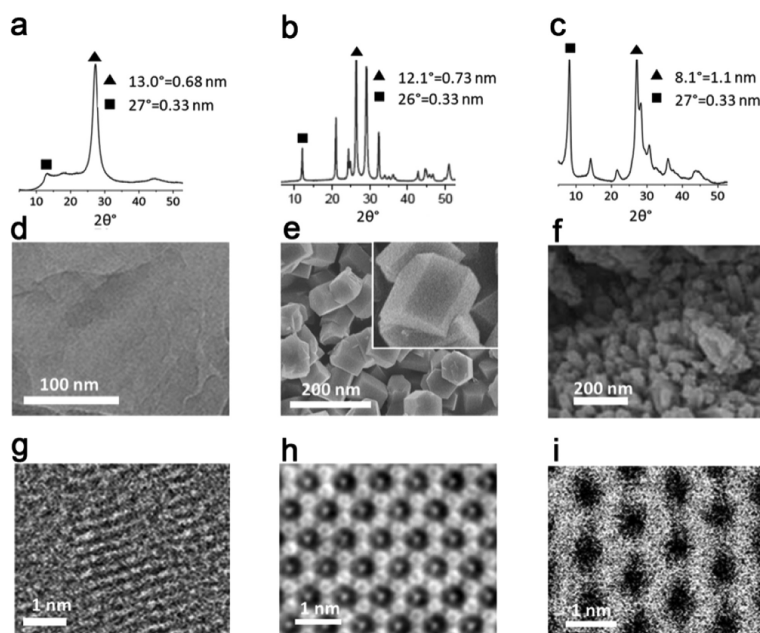 a
b
c
▲ 13.0°=0.68 nm
■ 27°=0.33 nm
▲ 12.1°=0.73 nm
■ 26°=0.33 nm
▲ 8.1°=1.1 nm
■ 27°=0.33 nm
10 20 30 40 50
10 20 30 40 50
10 20 30 40 50
2θ°
2θ°
2θ°
d
e
f
100 nm
200 nm
200 nm
g
h
i
1 nm
1 nm
1 nm